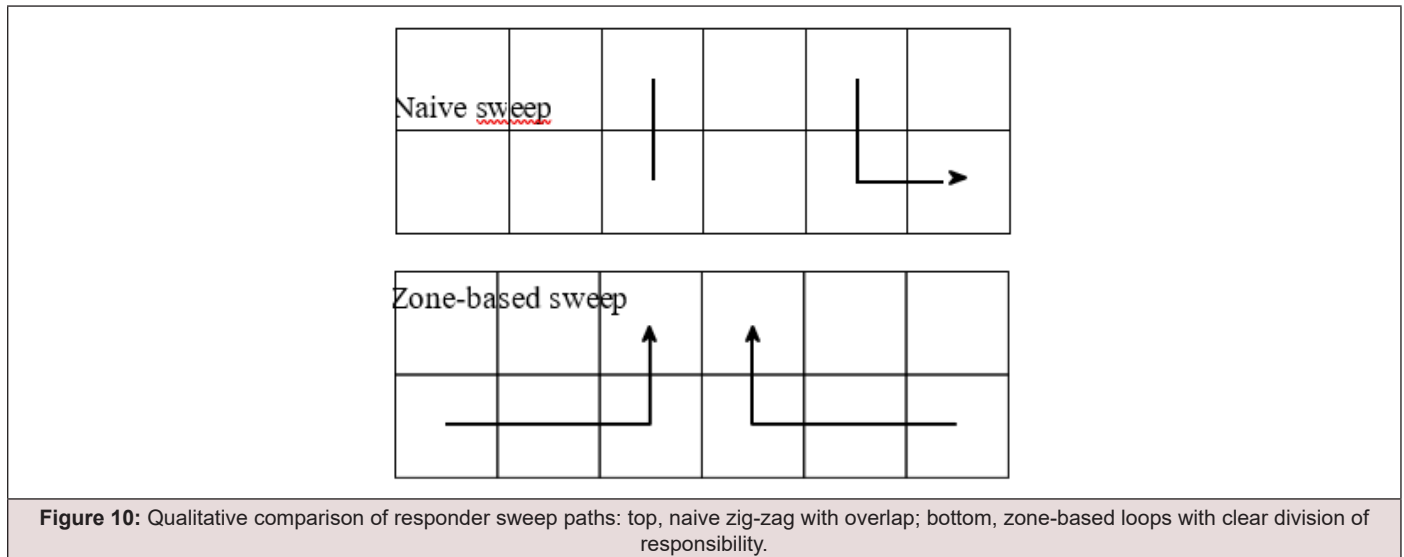 Naive sweep
Zone-based sweep
Figure 10: Qualitative comparison of responder sweep paths: top, naive zig-zag with overlap; bottom, zone-based loops with clear division of
responsibility.